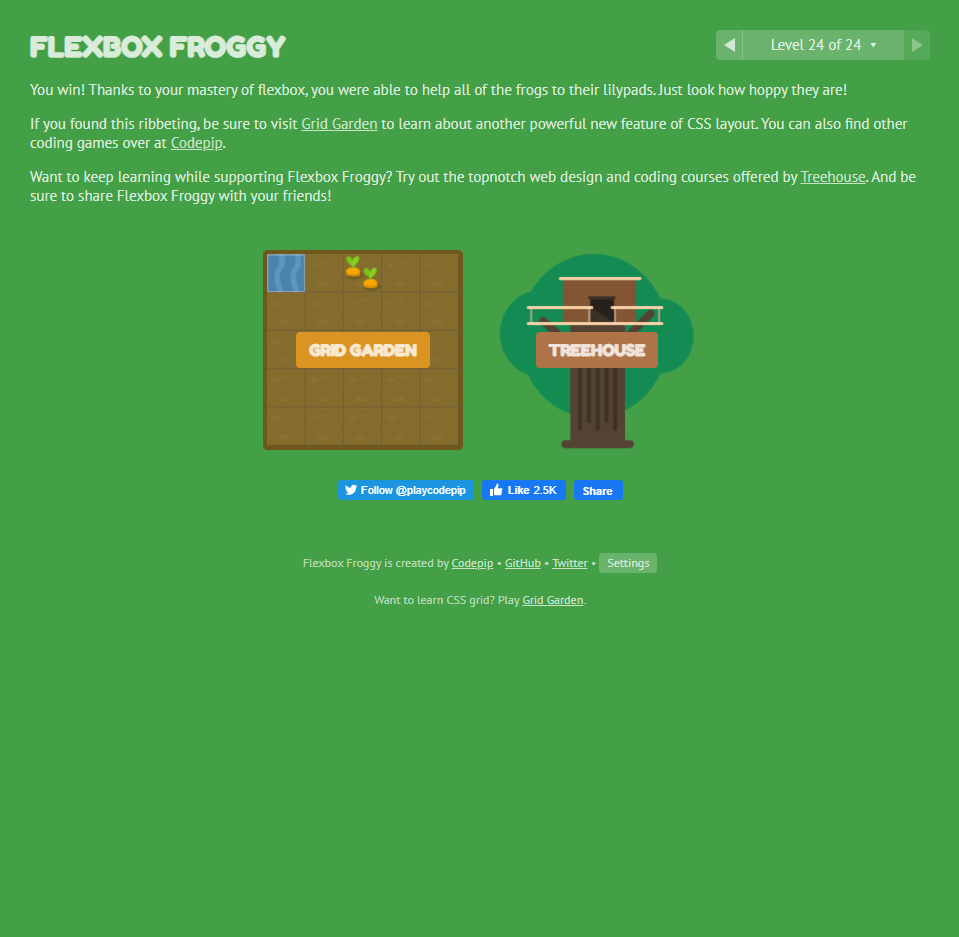 FLEXBOX FROGGY
Level 24 of 24
You win! Thanks to your mastery of flexbox, you were able to help all of the frogs to their lilypads. Just look how hoppy they are!
If you found this ribbeting, be sure to visit Grid Garden to learn about another powerful new feature of CSS layout. You can also find other
coding games over at Codepip.
Want to keep learning while supporting Flexbox Froggy? Try out the topnotch web design and coding courses offered by Treehouse. And be
sure to share Flexbox Froggy with your friends!
GRID GARDEN
TREEHOUSE
Follow @playcodepip
Like 2.5K
Share
Flexbox Froggy is created by Codepip • GitHub • Twitter • Settings
Want to learn CSS grid? Play Grid Garden.